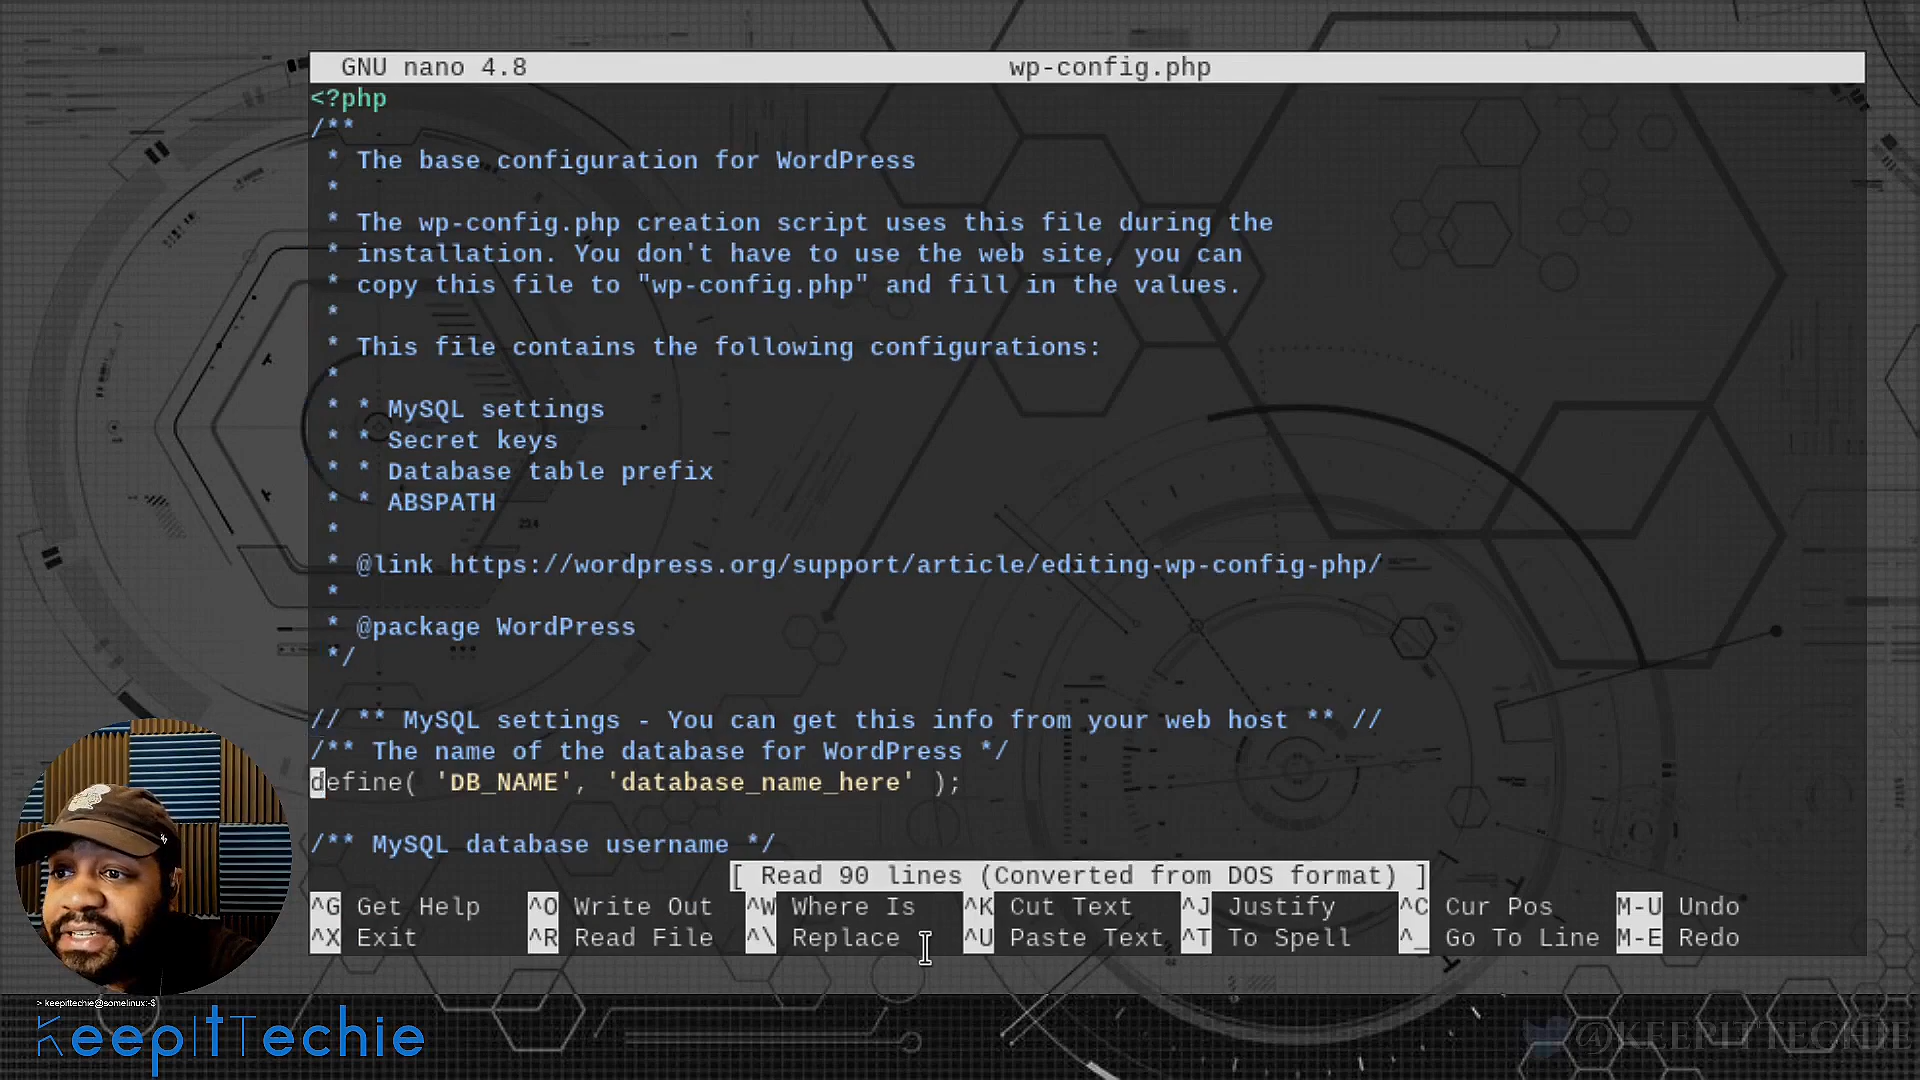 GNU nano 4.8 wp-config.php
<?php
/**
 * The base configuration for WordPress
 *
 * The wp-config.php creation script uses this file during the
 * installation. You don't have to use the web site, you can
 * copy this file to "wp-config.php" and fill in the values.
 *
 * This file contains the following configurations:
 *
 * * MySQL settings
 * * Secret keys
 * * Database table prefix
 * * ABSPATH
 *
 * @link https://wordpress.org/support/article/editing-wp-config-php/
 *
 * @package WordPress
 */
// ** MySQL settings - You can get this info from your web host ** //
/** The name of the database for WordPress */
define( 'DB_NAME', 'database_name_here' );
/** MySQL database username */
[ Read 90 lines (Converted from DOS format) ]
^G Get Help ^O Write Out ^W Where Is ^K Cut Text ^J Justify ^C Cur Pos M-U Undo
^X Exit ^R Read File ^\ Replace ^U Paste Text ^T To Spell ^_ Go To Line M-E Redo
> keepittechie@somelinux:~$
KeepItTechie
@KEEPITTECHIE
23.4